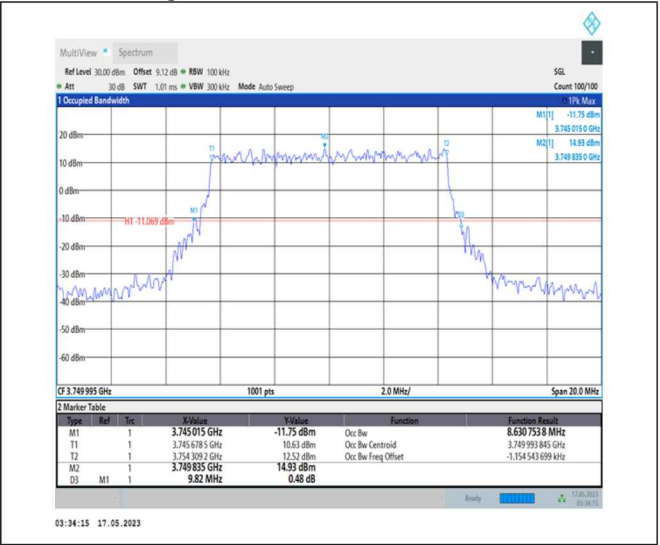 MultiView Spectrum
Ref Level 30.00 dBm Offset 9.12 dB RBW 100 kHz SGL
Att 30 dB SWT 1.01 ms VBW 300 kHz Mode Auto Sweep Count 100/100
1 Occupied Bandwidth 1Pk Max
M1[1] -11.75 dBm
3.745 015 0 GHz
20 dBm M2[1] 14.93 dBm
T1 M2 T2 3.749 835 0 GHz
10 dBm
0 dBm
M1
-10 dBm H1 -11.069 dBm D3
-20 dBm
-30 dBm
-40 dBm
-50 dBm
-60 dBm
CF 3.749 995 GHz 1001 pts 2.0 MHz/ Span 20.0 MHz
2 Marker Table
Type Ref Trc X-Value Y-Value Function Function Result
M1 1 3.745 015 GHz -11.75 dBm Occ Bw 8.630 753 8 MHz
T1 1 3.745 678 5 GHz 10.63 dBm Occ Bw Centroid 3.749 993 845 GHz
T2 1 3.754 309 2 GHz 12.52 dBm Occ Bw Freq Offset -1.154 543 699 kHz
M2 1 3.749 835 GHz 14.93 dBm
D3 M1 1 9.82 MHz 0.48 dB
Ready 17.05.2023
03:34:15
03:34:15 17.05.2023